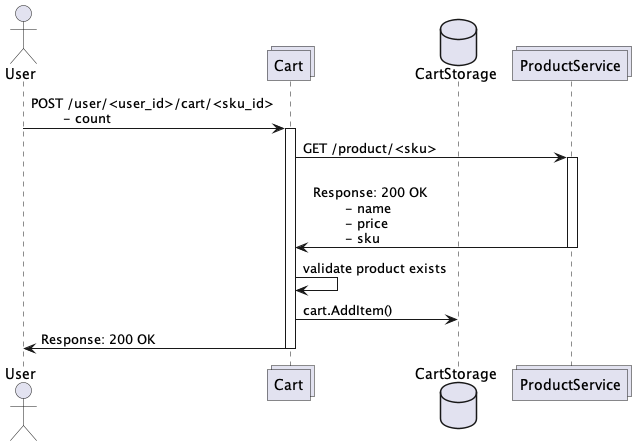 User
Cart
CartStorage
ProductService
POST /user/<user_id>/cart/<sku_id>
- count
GET /product/<sku>
Response: 200 OK
- name
- price
- sku
validate product exists
cart.AddItem()
Response: 200 OK
User
Cart
CartStorage
ProductService